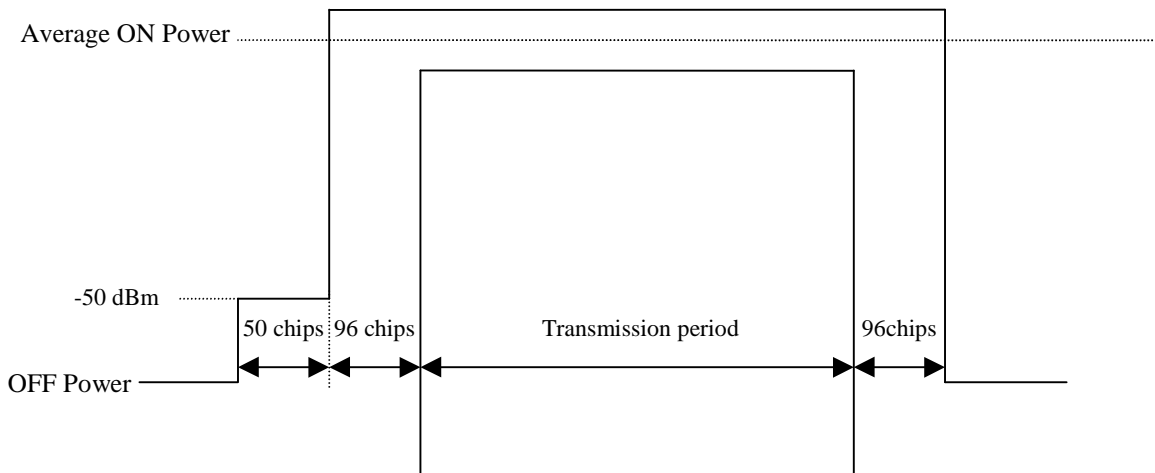 Average ON Power
-50 dBm
50 chips 96 chips Transmission period 96chips
OFF Power